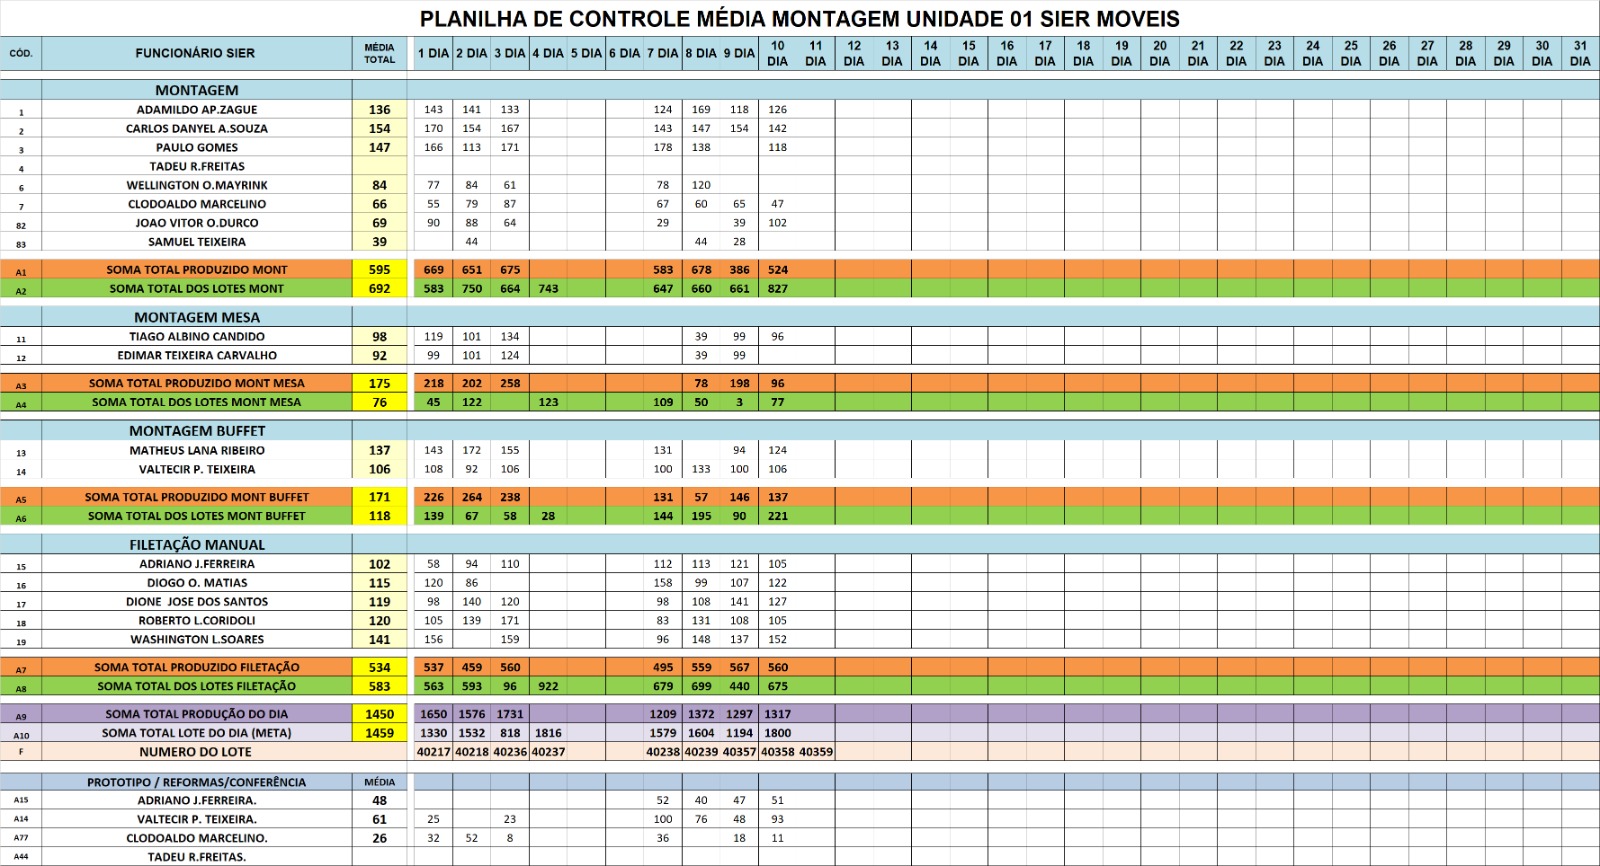 PLANILHA DE CONTROLE MÉDIA MONTAGEM UNIDADE 01 SIER MOVEIS
CÓD. FUNCIONÁRIO SIER MÉDIA TOTAL 1 DIA 2 DIA 3 DIA 4 DIA 5 DIA 6 DIA 7 DIA 8 DIA 9 DIA 10 DIA 11 DIA 12 DIA 13 DIA 14 DIA 15 DIA 16 DIA 17 DIA 18 DIA 19 DIA 20 DIA 21 DIA 22 DIA 23 DIA 24 DIA 25 DIA 26 DIA 27 DIA 28 DIA 29 DIA 30 DIA 31 DIA
MONTAGEM
1 ADAMILDO AP.ZAGUE 136 143 141 133 124 169 118 126
2 CARLOS DANYEL A.SOUZA 154 170 154 167 143 147 154 142
3 PAULO GOMES 147 166 113 171 178 138 118
4 TADEU R.FREITAS
6 WELLINGTON O.MAYRINK 84 77 84 61 78 120
7 CLODOALDO MARCELINO 66 55 79 87 67 60 65 47
82 JOAO VITOR O.DURCO 69 90 88 64 29 39 102
83 SAMUEL TEIXEIRA 39 44 44 28
A1 SOMA TOTAL PRODUZIDO MONT 595 669 651 675 583 678 386 524
A2 SOMA TOTAL DOS LOTES MONT 692 583 750 664 743 647 660 661 827
MONTAGEM MESA
11 TIAGO ALBINO CANDIDO 98 119 101 134 39 99 96
12 EDIMAR TEIXEIRA CARVALHO 92 99 101 124 39 99
A3 SOMA TOTAL PRODUZIDO MONT MESA 175 218 202 258 78 198 96
A4 SOMA TOTAL DOS LOTES MONT MESA 76 45 122 123 109 50 3 77
MONTAGEM BUFFET
13 MATHEUS LANA RIBEIRO 137 143 172 155 131 94 124
14 VALTECIR P. TEIXEIRA 106 108 92 106 100 133 100 106
A5 SOMA TOTAL PRODUZIDO MONT BUFFET 171 226 264 238 131 57 146 137
A6 SOMA TOTAL DOS LOTES MONT BUFFET 118 139 67 58 28 144 195 90 221
FILETAÇÃO MANUAL
15 ADRIANO J.FERREIRA 102 58 94 110 112 113 121 105
16 DIOGO O. MATIAS 115 120 86 158 99 107 122
17 DIONE JOSE DOS SANTOS 119 98 140 120 98 108 141 127
18 ROBERTO L.CORIDOLI 120 105 139 171 83 131 108 105
19 WASHINGTON L.SOARES 141 156 159 96 148 137 152
A7 SOMA TOTAL PRODUZIDO FILETAÇÃO 534 537 459 560 495 559 567 560
A8 SOMA TOTAL DOS LOTES FILETAÇÃO 583 563 593 96 922 679 699 440 675
A9 SOMA TOTAL PRODUÇÃO DO DIA 1450 1650 1576 1731 1209 1372 1297 1317
A10 SOMA TOTAL LOTE DO DIA (META) 1459 1330 1532 818 1816 1579 1604 1194 1800
F NUMERO DO LOTE 40217 40218 40236 40237 40238 40239 40357 40358 40359
PROTOTIPO / REFORMAS/CONFERÊNCIA MÉDIA
A15 ADRIANO J.FERREIRA. 48 52 40 47 51
A14 VALTECIR P. TEIXEIRA. 61 25 23 100 76 48 93
A77 CLODOALDO MARCELINO. 26 32 52 8 36 18 11
A44 TADEU R.FREITAS.